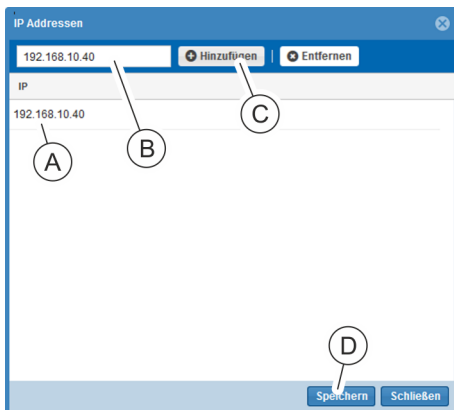 IP Addressen
192.168.10.40 Hinzufügen | Entfernen
IP
192.168.10.40
C
B
A
D
Speichern Schließen